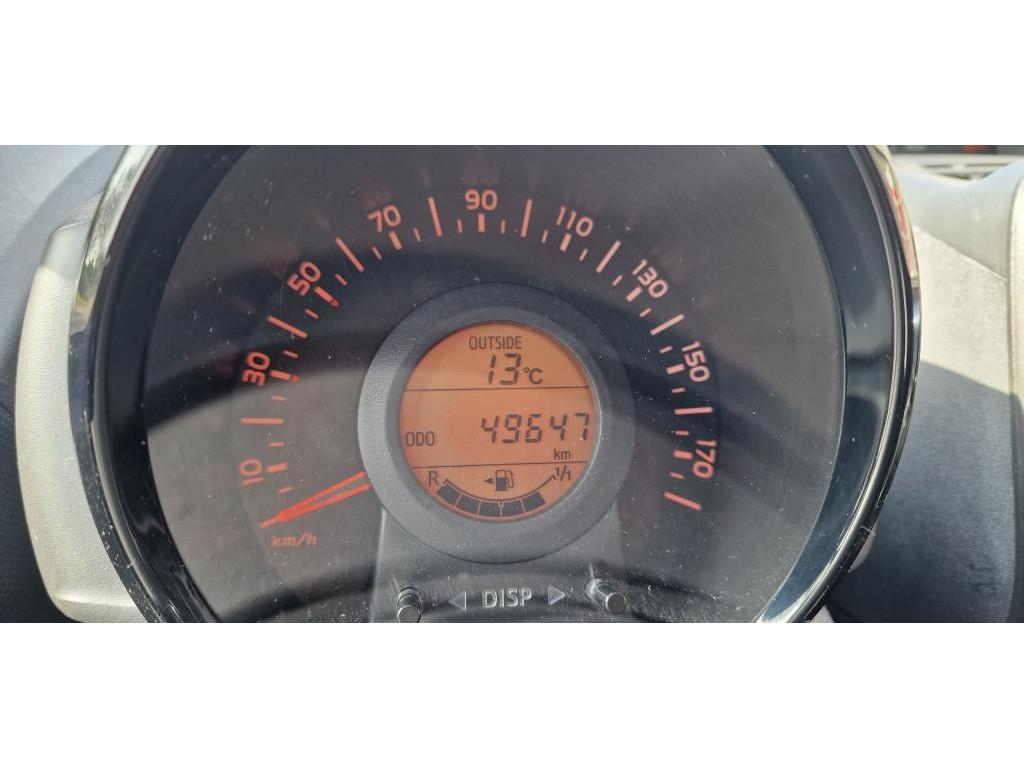 10
30
50
70
90
110
130
150
170
km/h
OUTSIDE
13°C
ODO 49647
km
R 1/1
DISP